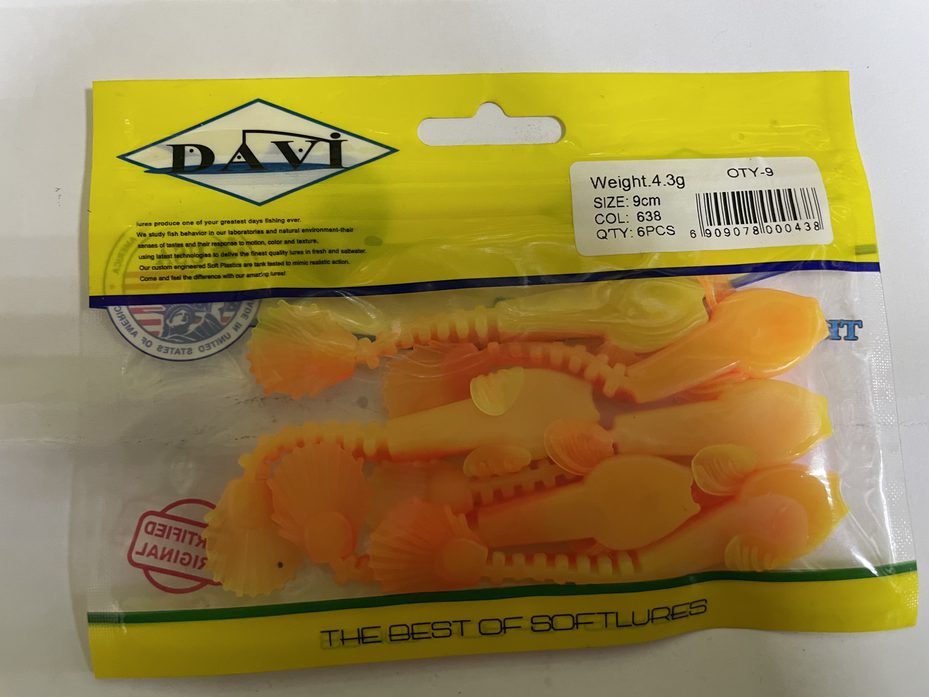 DAVİ
lures produce one of your greatest days fishing ever.
We study fish behavior in our laboratories and natural environment-their
senses of tastes and their response to motion, color and texture,
using latest technologies to delive the finest quality lures in fresh and saltwater.
Our custom engineered Soft Plastics are tank tested to mimic realistic action.
Come and feel the difference with our amazing lures!
Weight.4.3g
QTY-9
SIZE: 9cm
COL: 638
Q'TY: 6PCS
6 909078 000438
MADE IN UNITED STATES OF AMERICA
CERTIFIED
ORIGINAL
THE BEST OF SOFTLURES